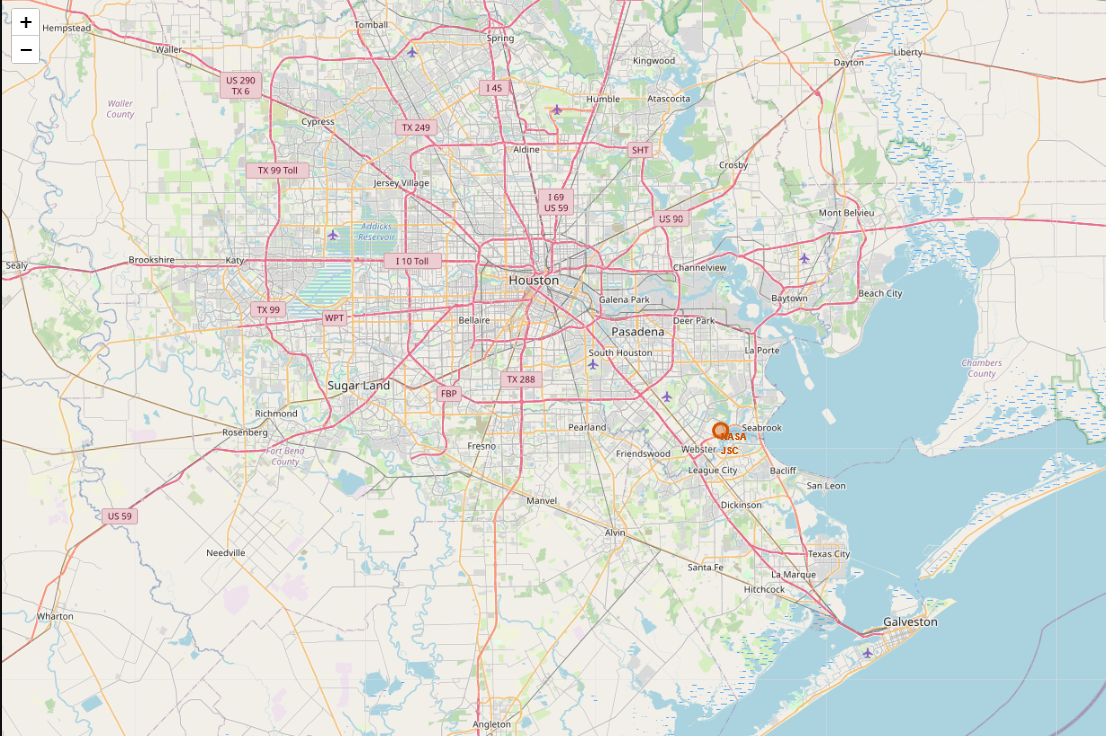 +
−
Hempstead
Tomball
Spring
Waller
Kingwood
Dayton
Liberty
US 290
TX 6
I 45
Waller
County
Humble
Atascocita
Cypress
TX 249
Aldine
SHT
Crosby
TX 99 Toll
Jersey Village
I 69
US 59
US 90
Mont Belvieu
Addicks
Reservoir
Sealy
Brookshire
Katy
I 10 Toll
Channelview
Houston
Beach City
Galena Park
Baytown
TX 99
WPT
Bellaire
Pasadena
Deer Park
South Houston
La Porte
Chambers
County
Sugar Land
TX 288
FBP
Richmond
Rosenberg
Pearland
Seabrook
NASA
JSC
Fresno
Fort Bend
County
Friendswood
Webster
League City
Bacliff
San Leon
Manvel
Dickinson
US 59
Alvin
Needville
Texas City
Santa Fe
La Marque
Hitchcock
Wharton
Galveston
Angleton